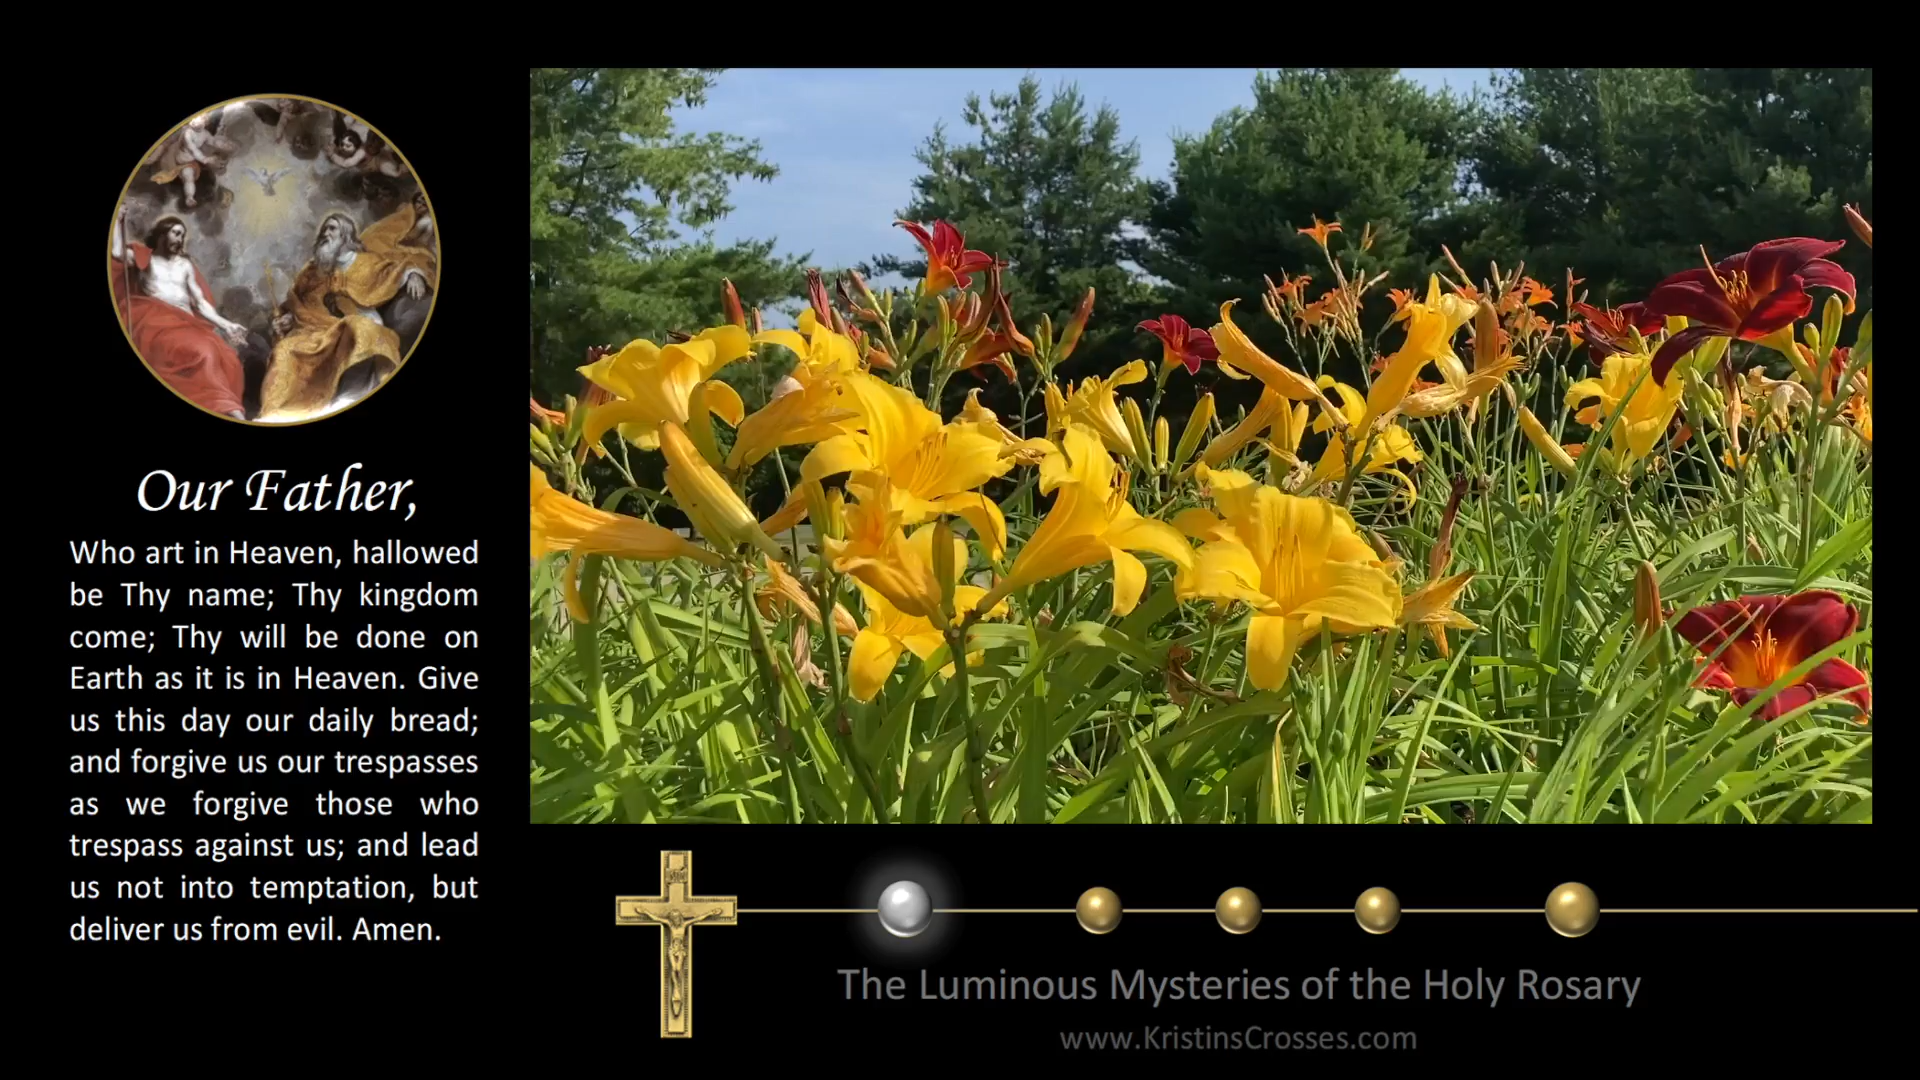 Our Father,
Who art in Heaven, hallowed
be Thy name; Thy kingdom
come; Thy will be done on
Earth as it is in Heaven. Give
us this day our daily bread;
and forgive us our trespasses
as we forgive those who
trespass against us; and lead
us not into temptation, but
deliver us from evil. Amen.
The Luminous Mysteries of the Holy Rosary
www.KristinsCrosses.com